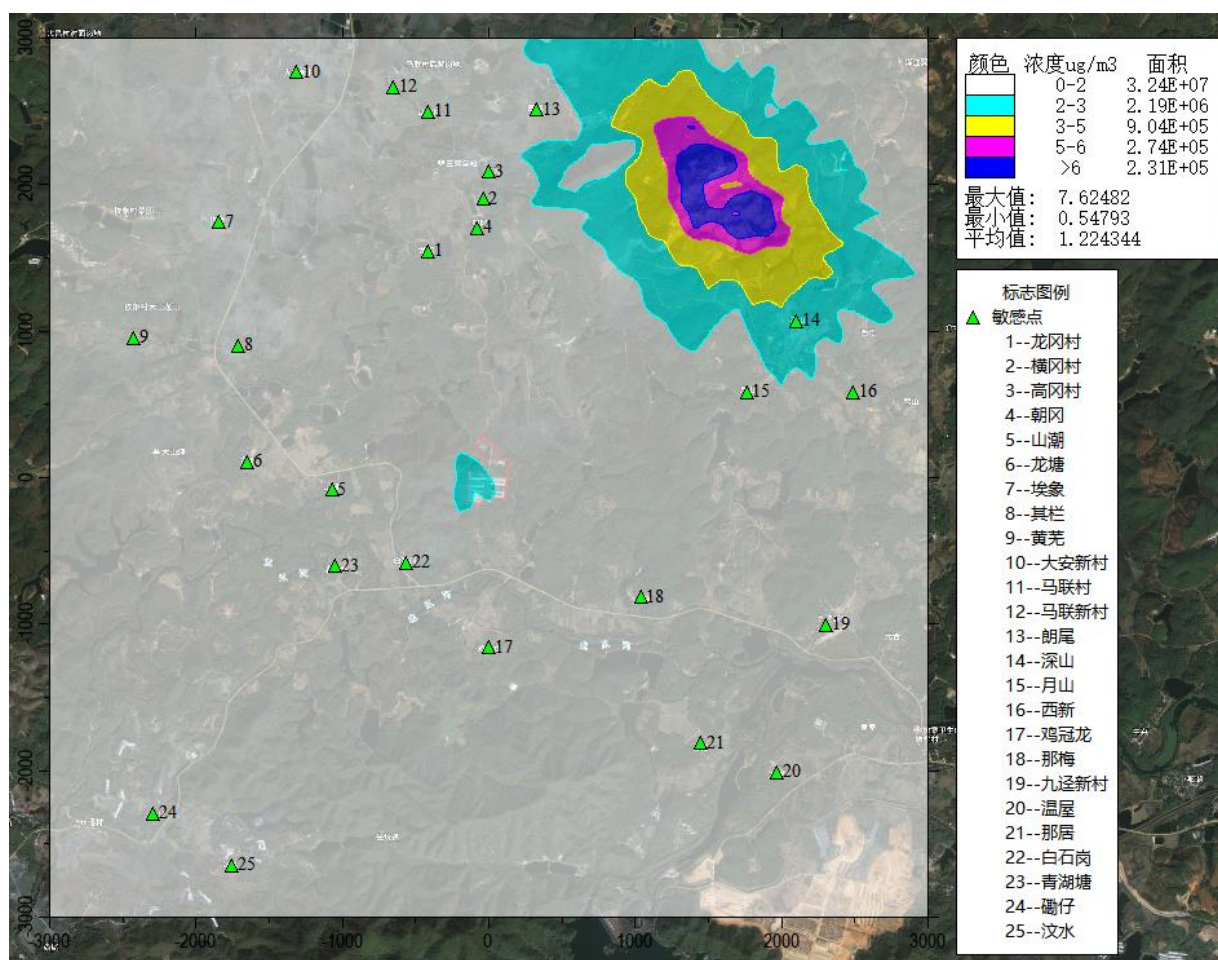 颜色 浓度ug/m3 面积
0-2 3.24E+07
2-3 2.19E+06
3-5 9.04E+05
5-6 2.74E+05
>6 2.31E+05
最大值: 7.62482
最小值: 0.54793
平均值: 1.224344
标志图例
敏感点
1--龙冈村
2--横冈村
3--高冈村
4--朝冈
5--山潮
6--龙塘
7--埃象
8--其栏
9--黄芜
10--大安新村
11--马联村
12--马联新村
13--朗尾
14--深山
15--月山
16--西新
17--鸡冠龙
18--那梅
19--九迳新村
20--温屋
21--那居
22--白石岗
23--青湖塘
24--磡仔
25--汶水
3000
2000
1000
0
-1000
-2000
-3000
-3000 -2000 -1000 0 1000 2000 3000
10
12
11
13
3
2
7
4
1
14
9
8
15
16
6
5
22
23
18
19
17
21
20
24
25